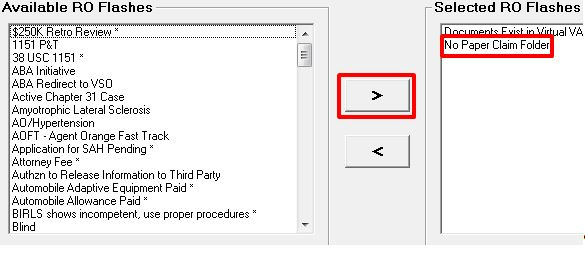 Available RO Flashes
$250K Retro Review *
1151 P&T
38 USC 1151 *
ABA Initiative
ABA Redirect to VSO
Active Chapter 31 Case
Amyotrophic Lateral Sclerosis
AO/Hypertension
AOFT - Agent Orange Fast Track
Application for SAH Pending *
Attorney Fee *
Authzn to Release Information to Third Party
Automobile Adaptive Equipment Paid *
Automobile Allowance Paid *
BIRLS shows incompetent, use proper procedures *
Blind
>
<
Selected RO Flashes
Documents Exist in Virtual VA
No Paper Claim Folder